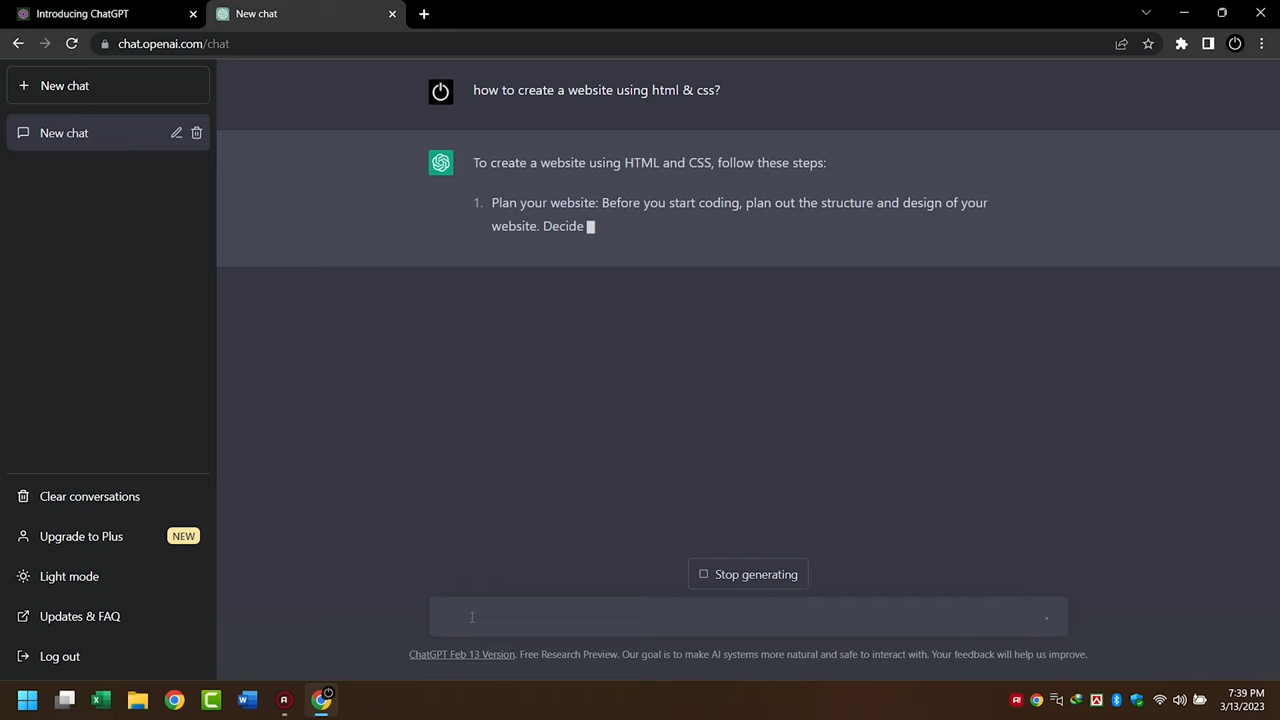 Introducing ChatGPT
New chat
chat.openai.com/chat
New chat
New chat
how to create a website using html & css?
To create a website using HTML and CSS, follow these steps:
1. Plan your website: Before you start coding, plan out the structure and design of your
website. Decide
Clear conversations
Upgrade to Plus NEW
Light mode
Updates & FAQ
Log out
Stop generating
ChatGPT Feb 13 Version. Free Research Preview. Our goal is to make AI systems more natural and safe to interact with. Your feedback will help us improve.
7:39 PM
3/13/2023